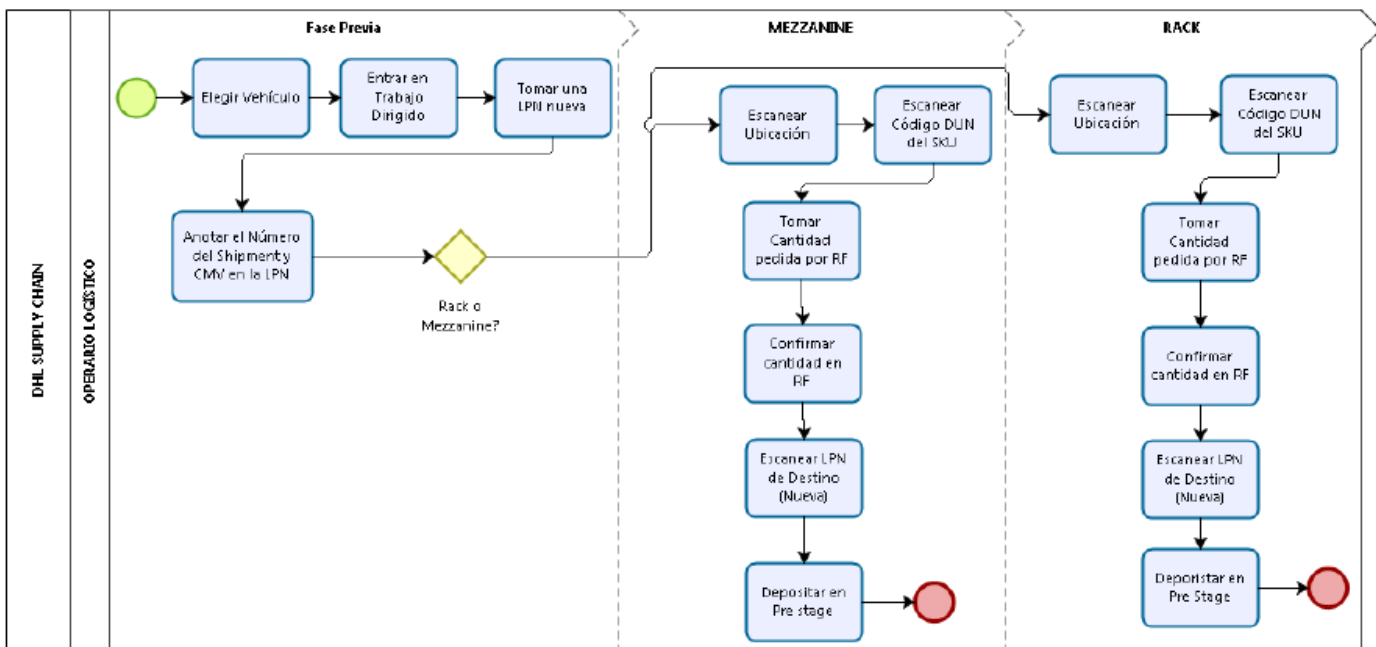 DHL SUPPLY CHAIN
OPERARIO LOGÍSTICO
Fase Previa
Elegir Vehículo
Entrar en
Trabajo
Dirigido
Tomar una
LPN nueva
Anotar el Número
del Shipment y
CMV en la LPN
Rack o
Mezzanine?
MEZZANINE
Escanear
Ubicación
Escanear
Código DUN
del SKU
Tomar
Cantidad
pedida por RF
Confirmar
cantidad en
RF
Escanear LPN
de Destino
(Nueva)
Depositar en
Pre stage
RACK
Escanear
Ubicación
Escanear
Código DUN
del SKU
Tomar
Cantidad
pedida por RF
Confirmar
cantidad en RF
Escanear LPN
de Destino
(Nueva)
Deporistar en
Pre Stage